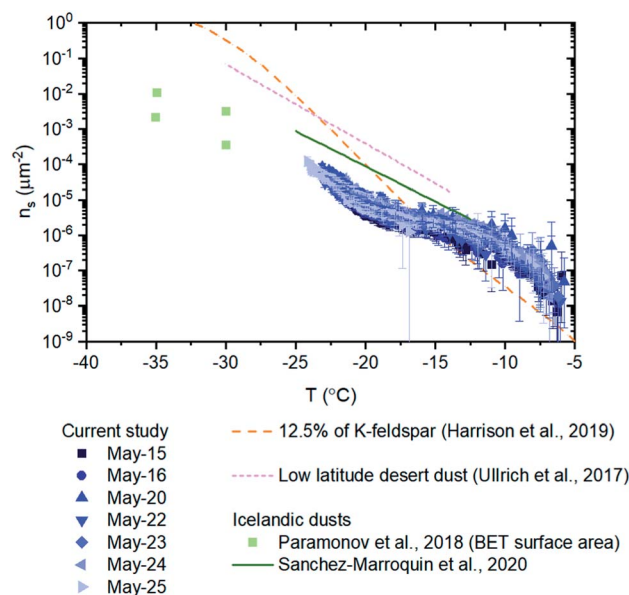 10⁰
10⁻¹
10⁻²
10⁻³
10⁻⁴
10⁻⁵
10⁻⁶
10⁻⁷
10⁻⁸
10⁻⁹
nₛ (μm⁻²)
-40 -35 -30 -25 -20 -15 -10 -5
T (°C)
Current study
May-15
May-16
May-20
May-22
May-23
May-24
May-25
12.5% of K-feldspar (Harrison et al., 2019)
Low latitude desert dust (Ullrich et al., 2017)
Icelandic dusts
Paramonov et al., 2018 (BET surface area)
Sanchez-Marroquin et al., 2020